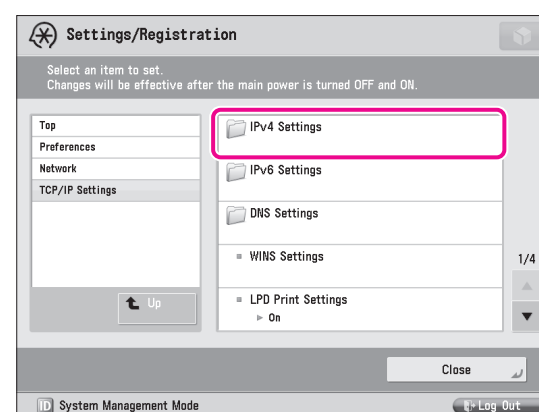 Settings/Registration
Select an item to set.
Changes will be effective after the main power is turned OFF and ON.
Top
Preferences
Network
TCP/IP Settings
Up
IPv4 Settings
IPv6 Settings
DNS Settings
WINS Settings
LPD Print Settings
On
1/4
Close
ID System Management Mode
Log Out